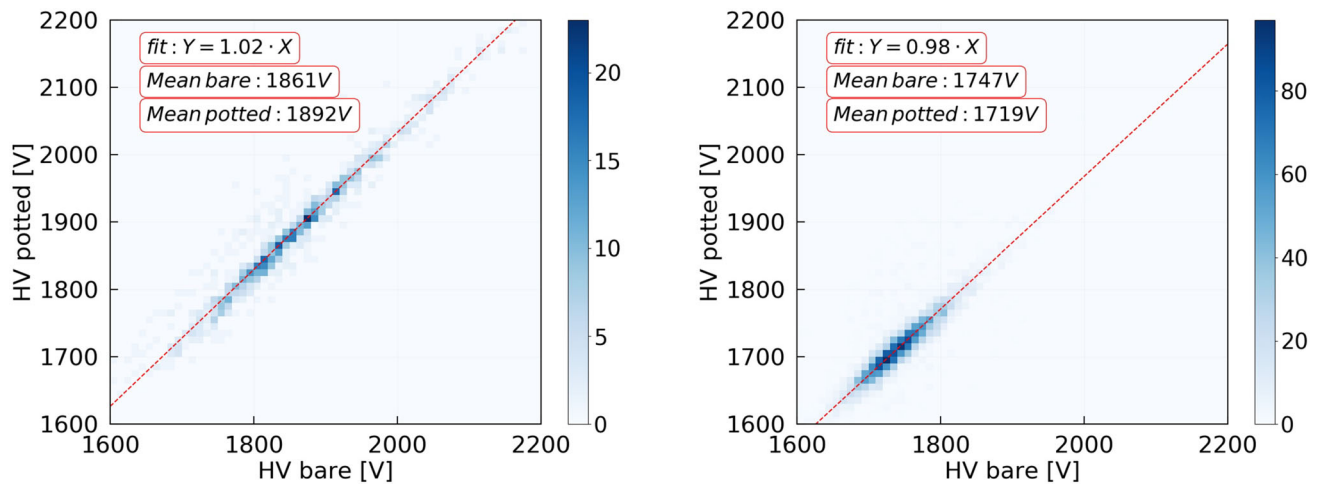 2200
2100
2000
1900
1800
1700
1600
HV potted [V]
fit : Y = 1.02 · X
Mean bare : 1861V
Mean potted : 1892V
1600 1800 2000 2200
HV bare [V]
20
15
10
5
0
2200
2100
2000
1900
1800
1700
1600
HV potted [V]
fit : Y = 0.98 · X
Mean bare : 1747V
Mean potted : 1719V
1600 1800 2000 2200
HV bare [V]
80
60
40
20
0